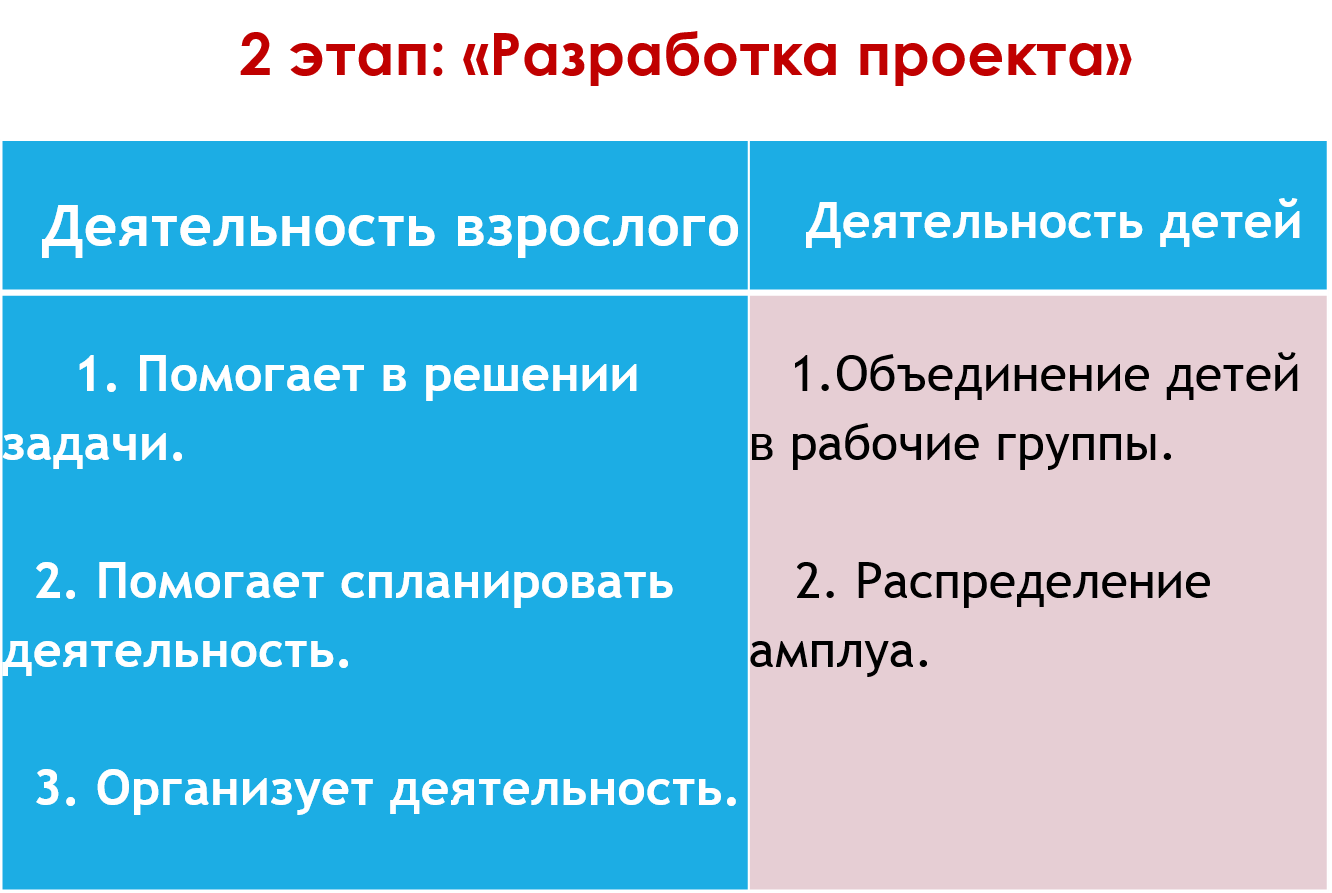 2 этап: «Разработка проекта»
Деятельность взрослого
Деятельность детей
1. Помогает в решении
задачи.
2. Помогает спланировать
деятельность.
3. Организует деятельность.
1.Объединение детей
в рабочие группы.
2. Распределение
амплуа.